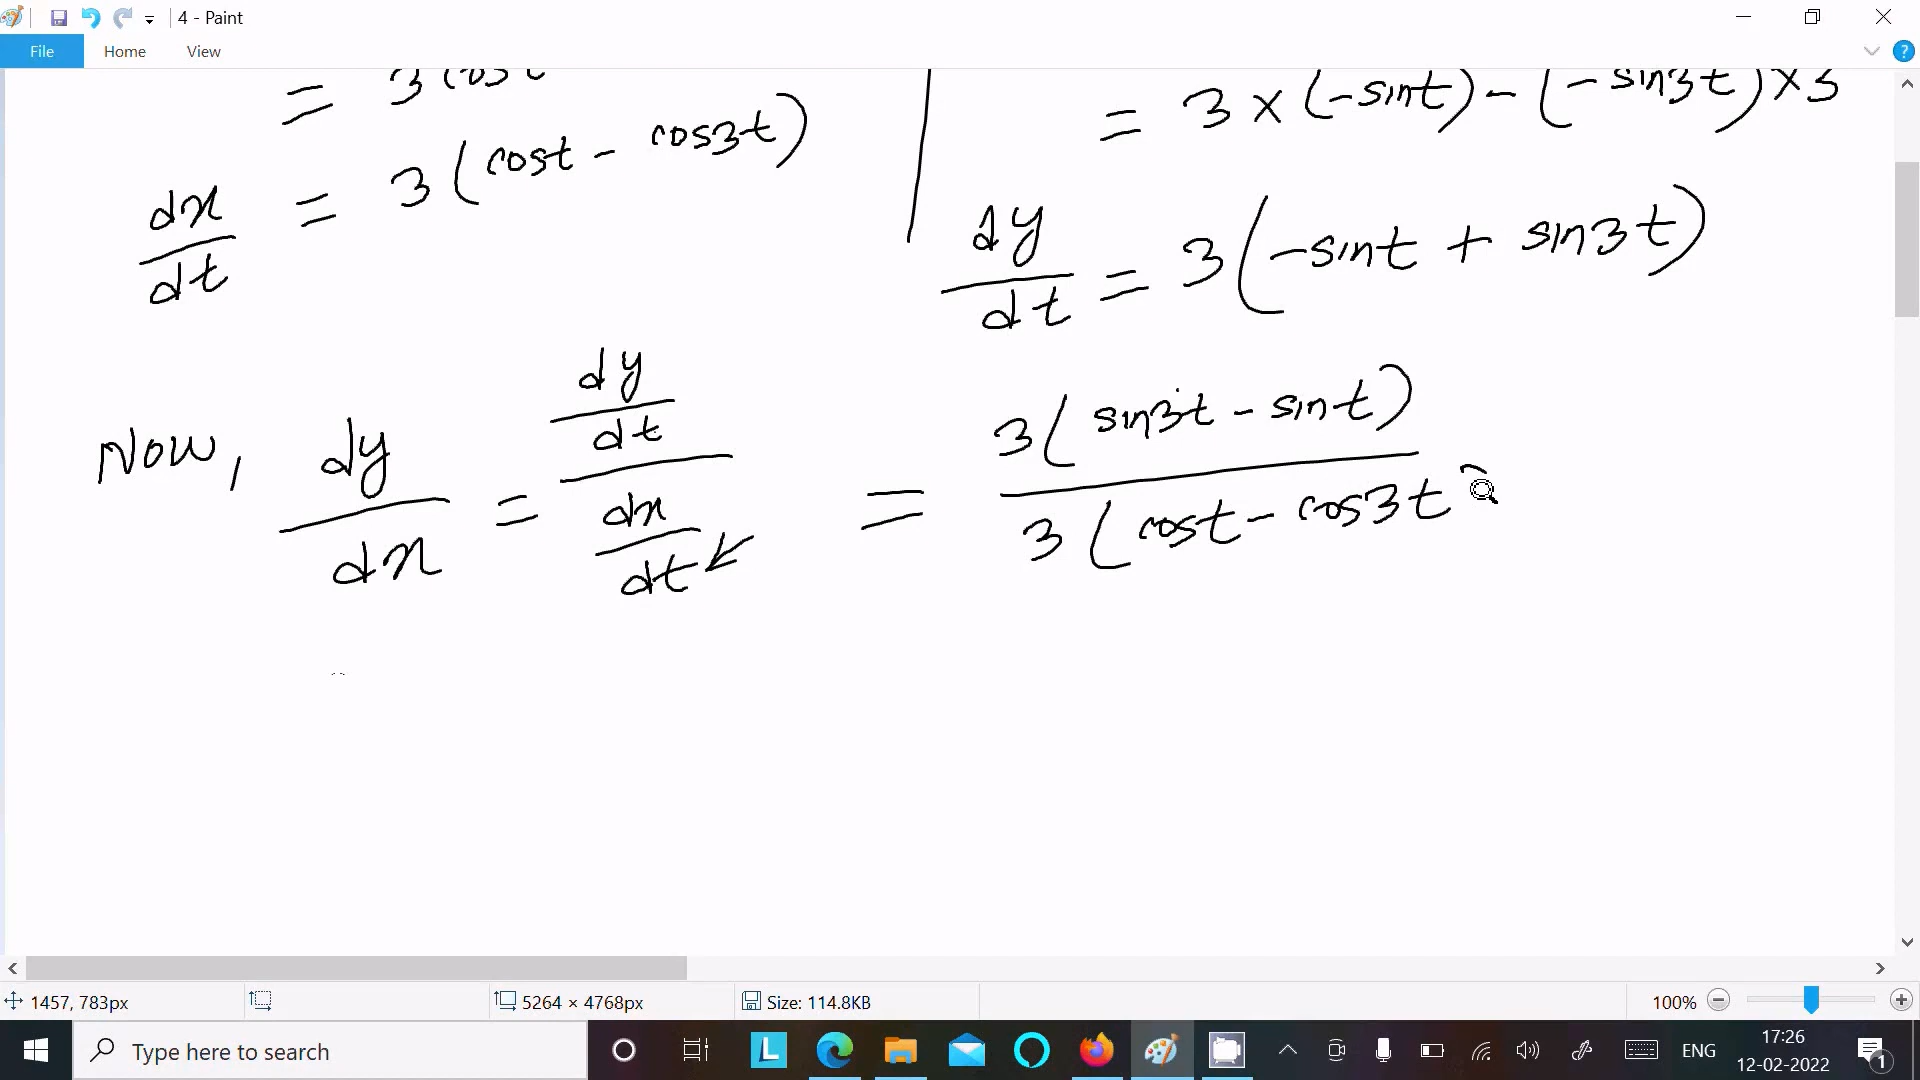 4 - Paint
File Home View
= 3 cost
= 3 × (-sint) - (-sin3t) × 3
dx/dt = 3 (cost - cos3t)
dy/dt = 3 (-sint + sin3t)
Now, dy/dx = (dy/dt)/(dx/dt) = 3 (sin3t - sint) / 3 (cost - cos3t
1457, 783px 5264 × 4768px Size: 114.8KB 100%
Type here to search
L
ENG
17:26
12-02-2022
1